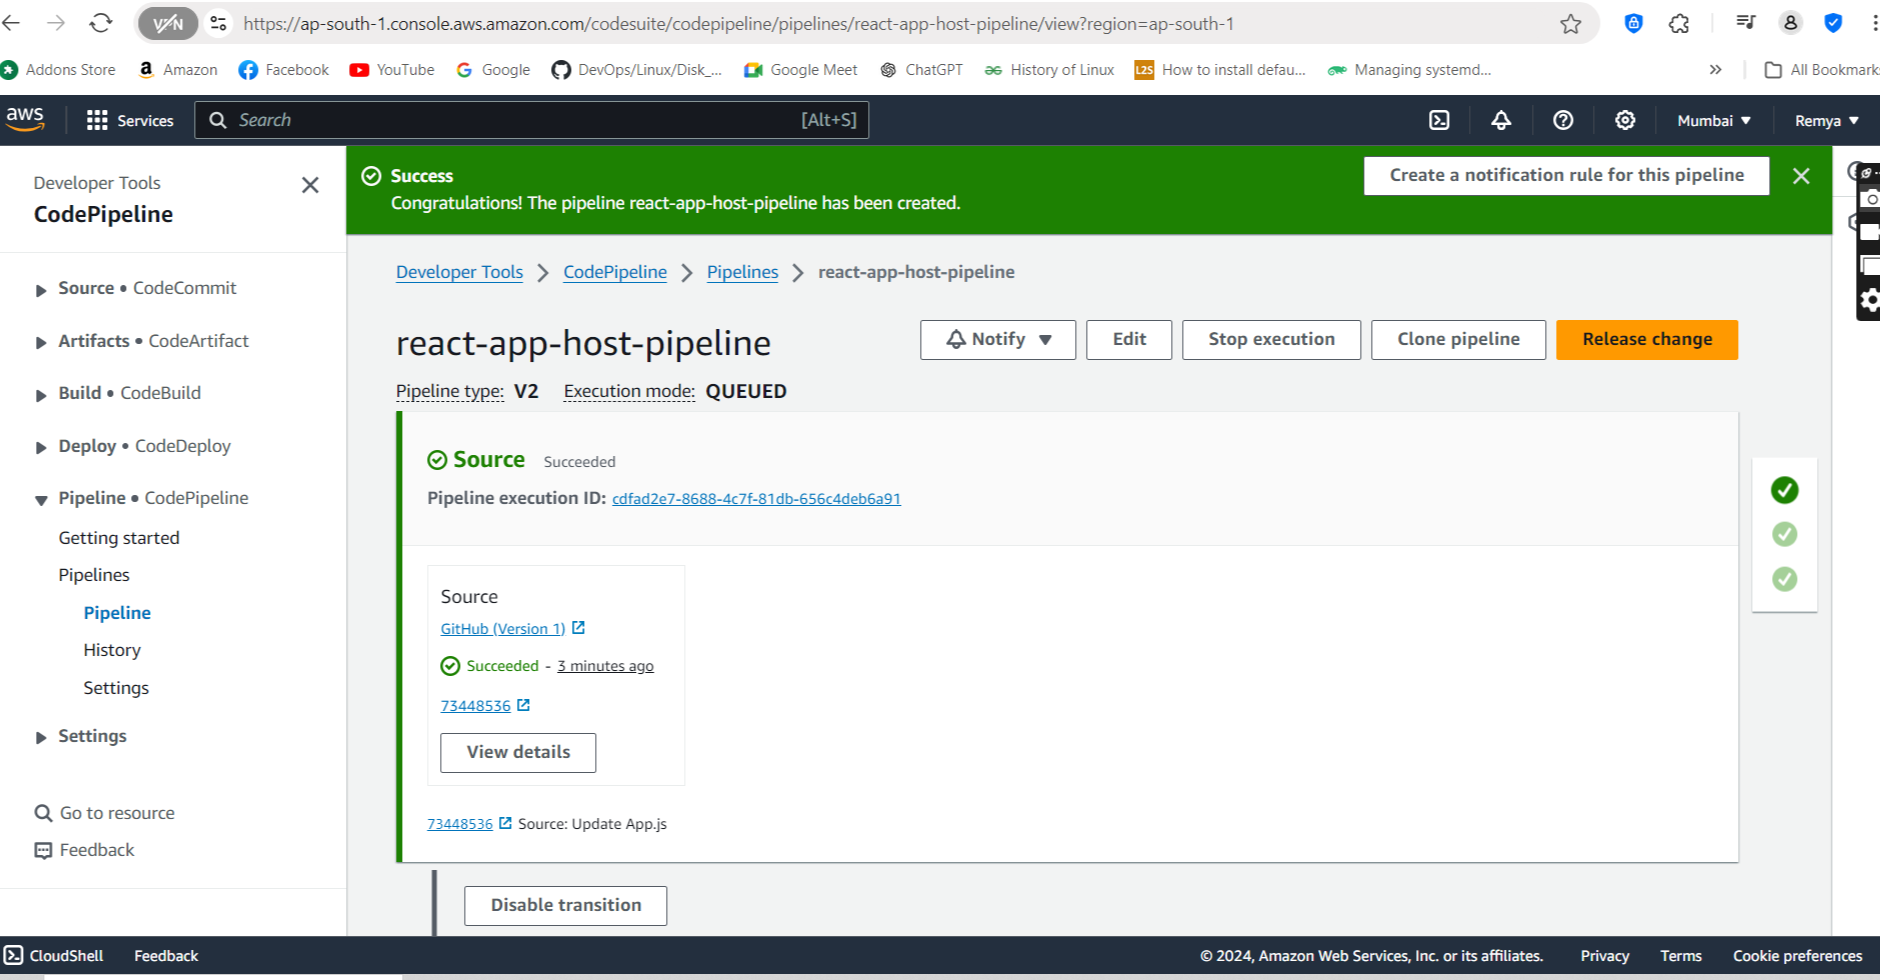 https://ap-south-1.console.aws.amazon.com/codesuite/codepipeline/pipelines/react-app-host-pipeline/view?region=ap-south-1
Addons Store Amazon Facebook YouTube Google DevOps/Linux/Disk_... Google Meet ChatGPT History of Linux L2S How to install defau... Managing systemd... » All Bookmark
aws Services Search [Alt+S] Mumbai ▼ Remya ▼
Developer Tools
CodePipeline
Source • CodeCommit
Artifacts • CodeArtifact
Build • CodeBuild
Deploy • CodeDeploy
Pipeline • CodePipeline
Getting started
Pipelines
Pipeline
History
Settings
Settings
Go to resource
Feedback
Success
Congratulations! The pipeline react-app-host-pipeline has been created.
Create a notification rule for this pipeline
Developer Tools > CodePipeline > Pipelines > react-app-host-pipeline
react-app-host-pipeline
Notify ▼ Edit Stop execution Clone pipeline Release change
Pipeline type: V2 Execution mode: QUEUED
Source Succeeded
Pipeline execution ID: cdfad2e7-8688-4c7f-81db-656c4deb6a91
Source
GitHub (Version 1)
Succeeded - 3 minutes ago
73448536
View details
73448536 Source: Update App.js
Disable transition
CloudShell Feedback © 2024, Amazon Web Services, Inc. or its affiliates. Privacy Terms Cookie preferences